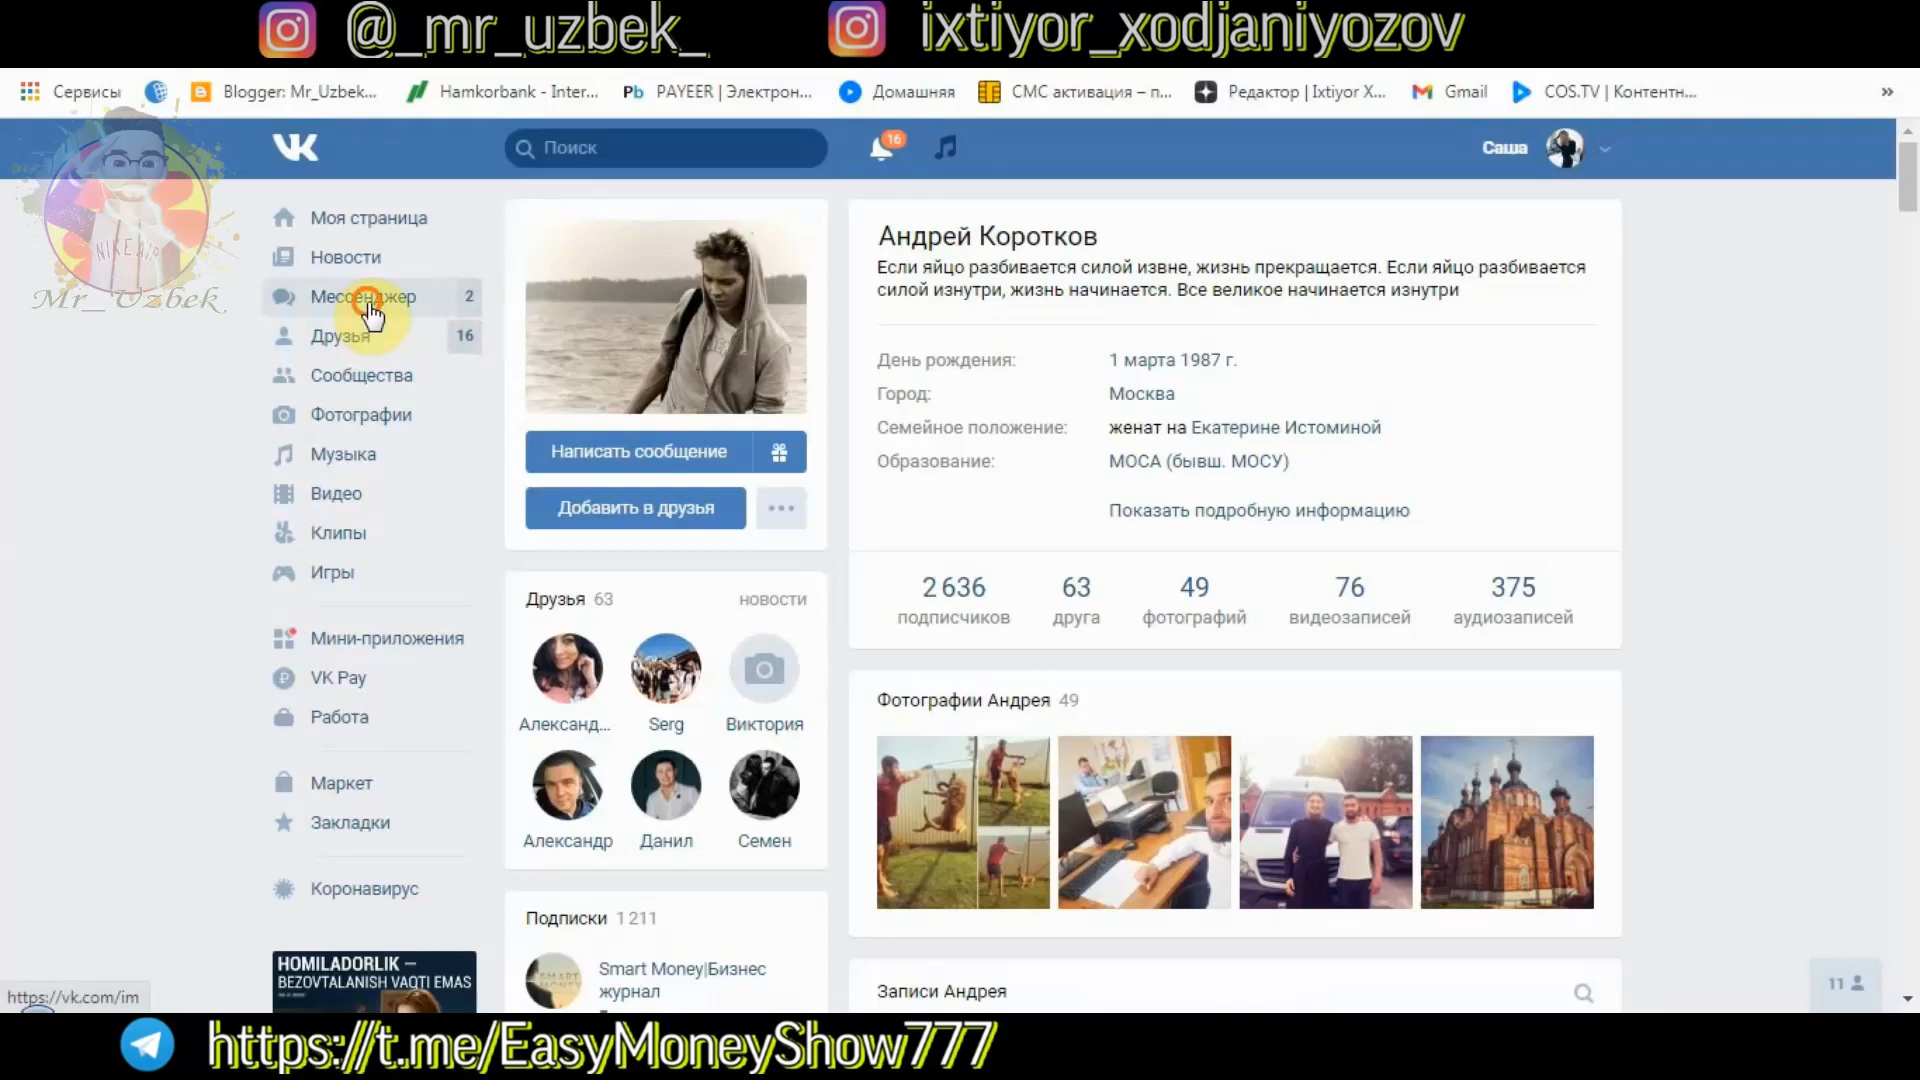 @_mr_uzbek_
ixtiyor_xodjaniyozov
Сервисы
Blogger: Mr_Uzbek...
Hamkorbank - Inter...
Pb PAYEER | Электрон...
Домашняя
СМС активация – п...
Редактор | Ixtiyor X...
Gmail
COS.TV | Контентн...
»
NIKE AIR
Mr_Uzbek
Поиск
16
Саша
Моя страница
Новости
Мессенджер 2
Друзья 16
Сообщества
Фотографии
Музыка
Видео
Клипы
Игры
Мини-приложения
VK Pay
Работа
Маркет
Закладки
Коронавирус
HOMILADORLIK —
BEZOVTALANISH VAQTI EMAS
https://vk.com/im
Написать сообщение
Добавить в друзья
Друзья 63 новости
Александ...
Serg
Виктория
Александр
Данил
Семен
Подписки 1 211
SMART
MONEY
Smart Money|Бизнес
журнал
Андрей Коротков
Если яйцо разбивается силой извне, жизнь прекращается. Если яйцо разбивается
силой изнутри, жизнь начинается. Все великое начинается изнутри
День рождения: 1 марта 1987 г.
Город: Москва
Семейное положение: женат на Екатерине Истоминой
Образование: МОСА (бывш. МОСУ)
Показать подробную информацию
2 636 подписчиков
63 друга
49 фотографий
76 видеозаписей
375 аудиозаписей
Фотографии Андрея 49
Записи Андрея
11
https://t.me/EasyMoneyShow777